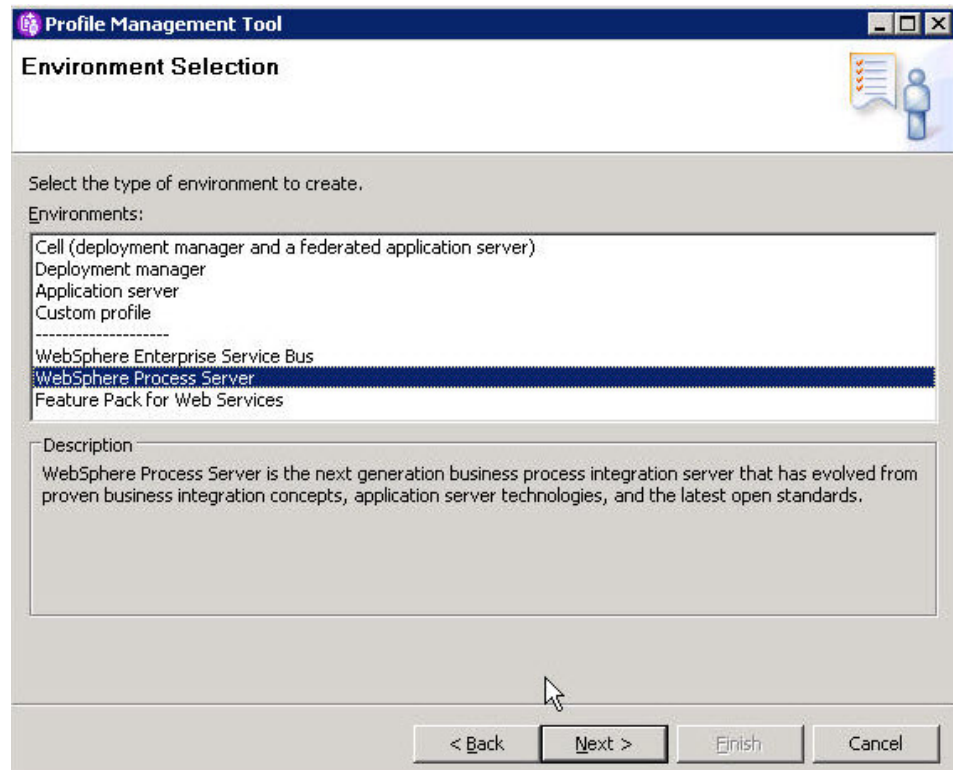 Profile Management Tool
Environment Selection
Select the type of environment to create.
Environments:
Cell (deployment manager and a federated application server)
Deployment manager
Application server
Custom profile
--------------------
WebSphere Enterprise Service Bus
WebSphere Process Server
Feature Pack for Web Services
Description
WebSphere Process Server is the next generation business process integration server that has evolved from
proven business integration concepts, application server technologies, and the latest open standards.
< Back Next > Finish Cancel